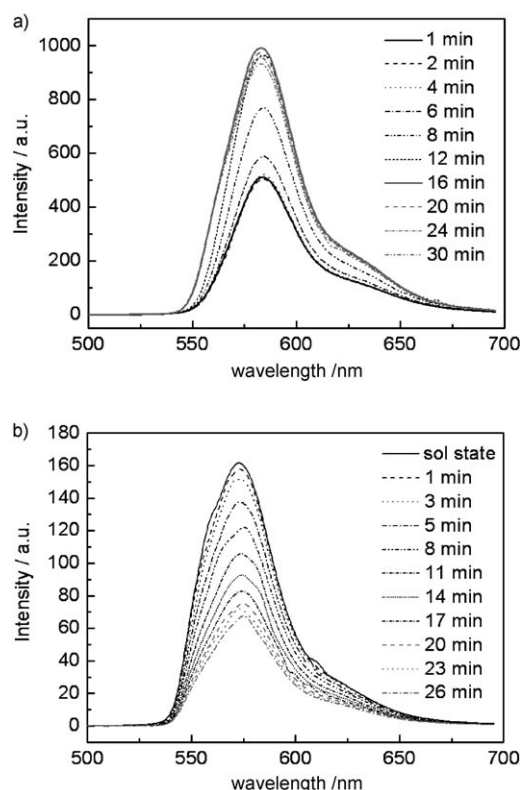 a)
1000
800
600
400
200
0
Intensity / a.u.
1 min
2 min
4 min
6 min
8 min
12 min
16 min
20 min
24 min
30 min
500 550 600 650 700
wavelength /nm
b)
180
160
140
120
100
80
60
40
20
0
Intensity / a.u.
sol state
1 min
3 min
5 min
8 min
11 min
14 min
17 min
20 min
23 min
26 min
500 550 600 650 700
wavelength /nm